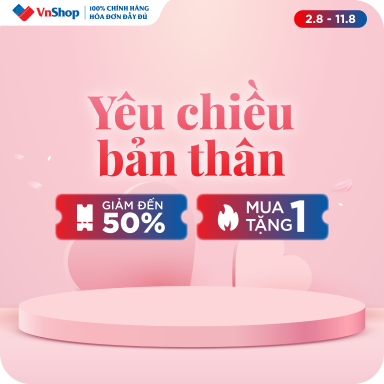 VnShop
100% CHÍNH HÃNG
HÓA ĐƠN ĐẦY ĐỦ
2.8 - 11.8
Yêu chiều
bản thân
GIẢM ĐẾN
50%
MUA 1
TẶNG